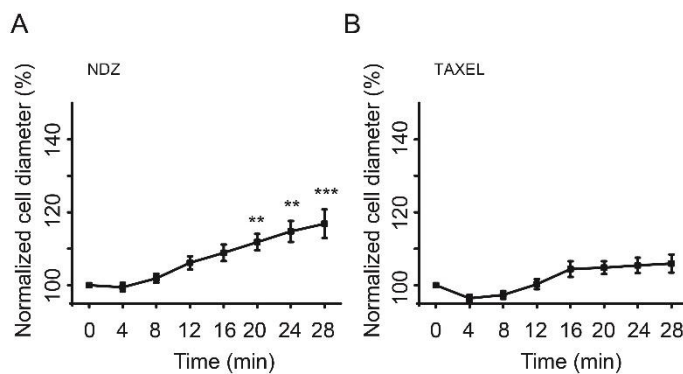 A
NDZ
Normalized cell diameter (%)
140
120
100
** ** ***
0 4 8 12 16 20 24 28
Time (min)
B
TAXEL
Normalized cell diameter (%)
140
120
100
0 4 8 12 16 20 24 28
Time (min)